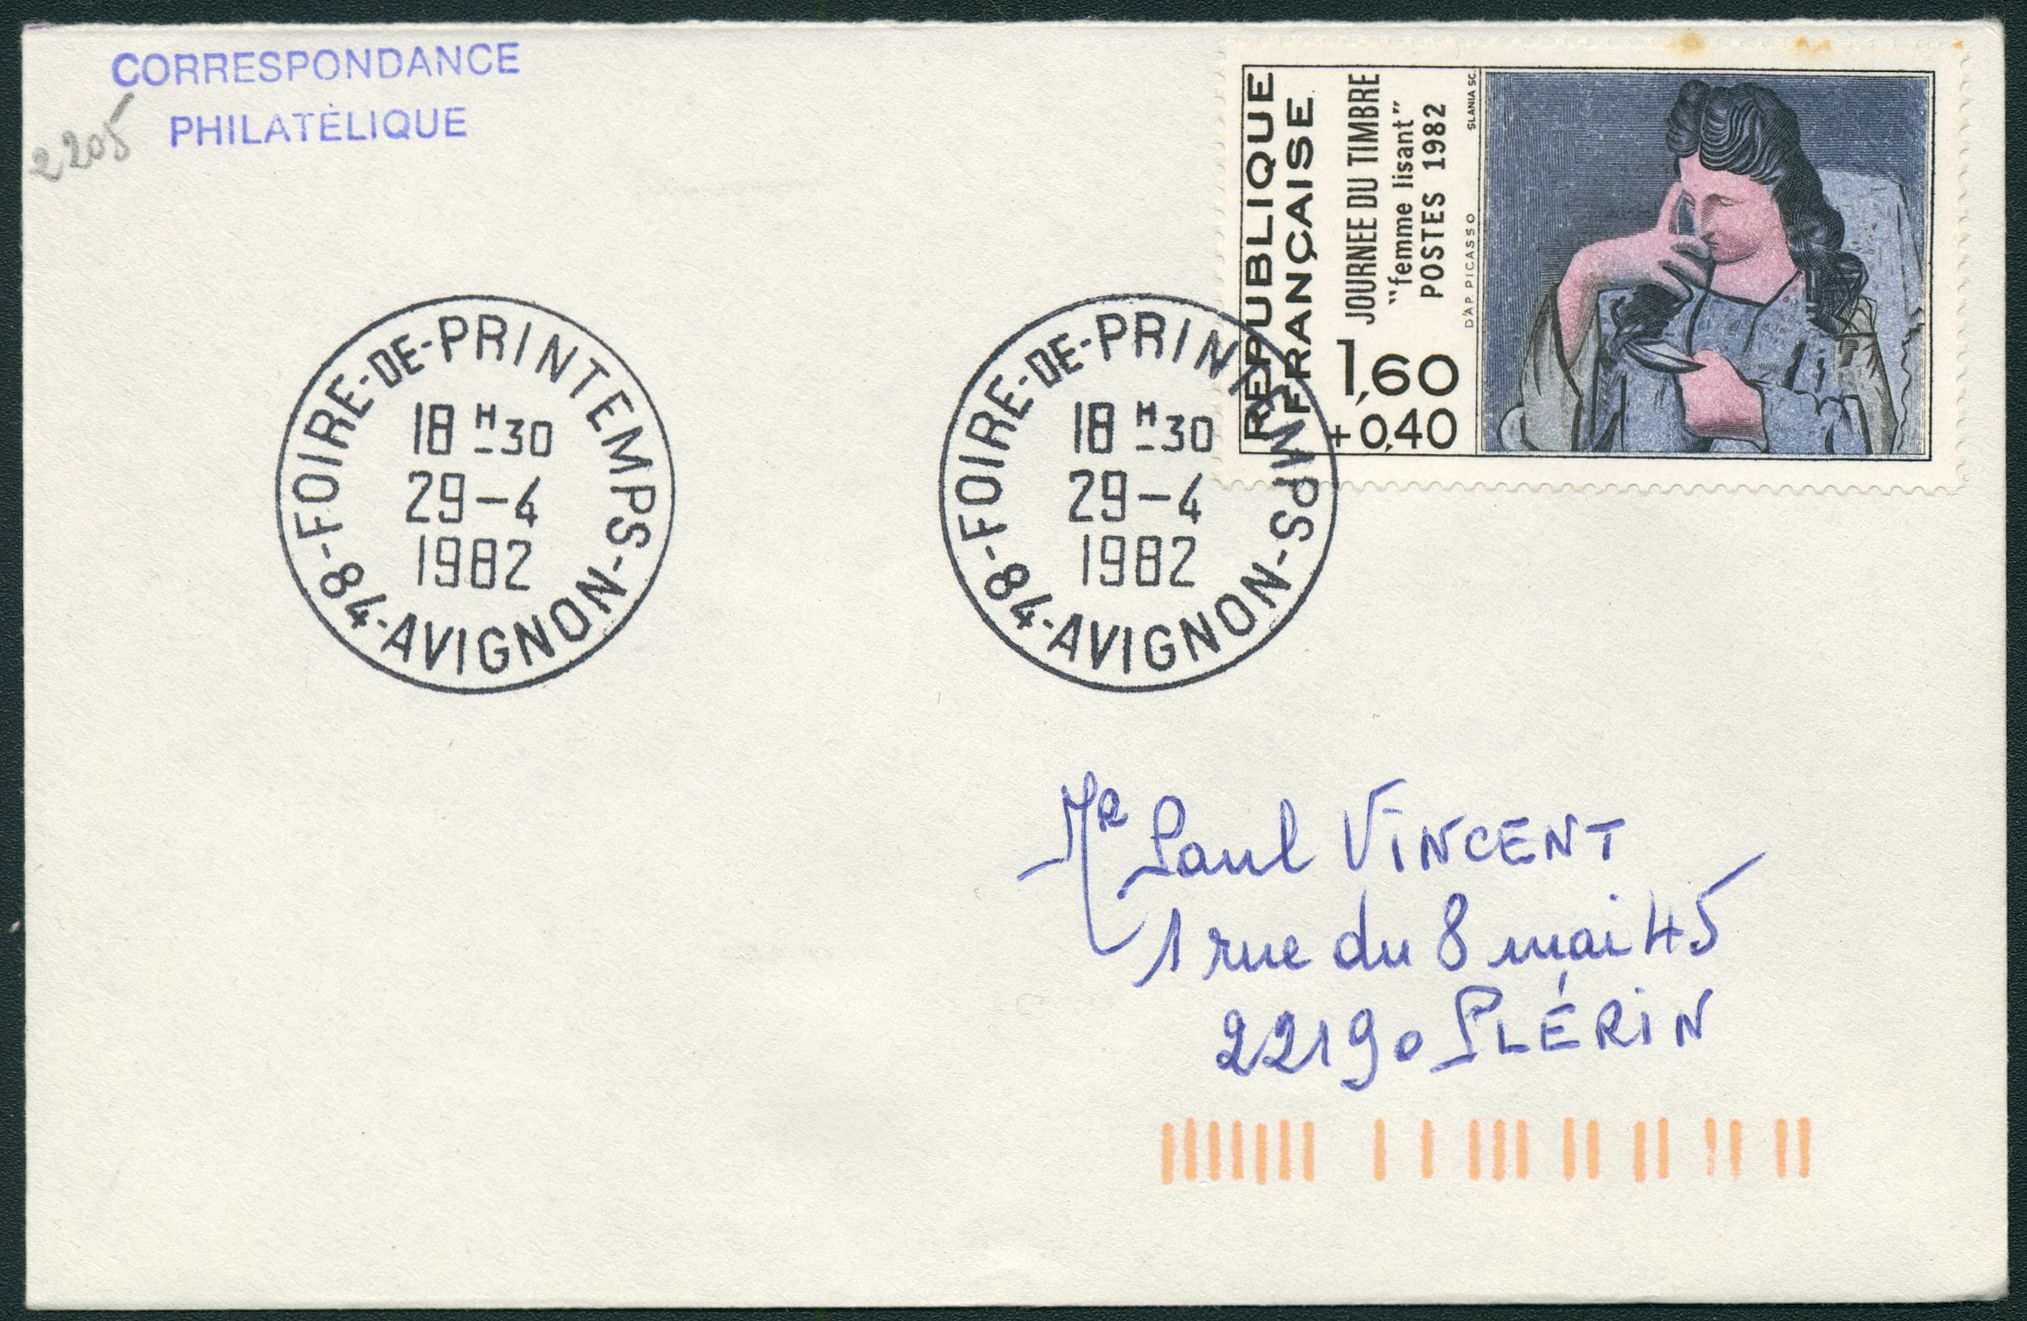 CORRESPONDANCE
PHILATÉLIQUE
2205
RÉPUBLIQUE
FRANÇAISE
JOURNEE DU TIMBRE
"femme lisant"
POSTES 1982
D'AP. PICASSO
SLANIA SC.
1,60
+0,40
84-FOIRE-DE-PRINTEMPS-AVIGNON-
18 H-30
29-4
1982
84-FOIRE-DE-PRINTEMPS-AVIGNON-
18 H-30
29-4
1982
Mr Paul VINCENT
1 rue du 8 mai 45
22190 PLÉRIN